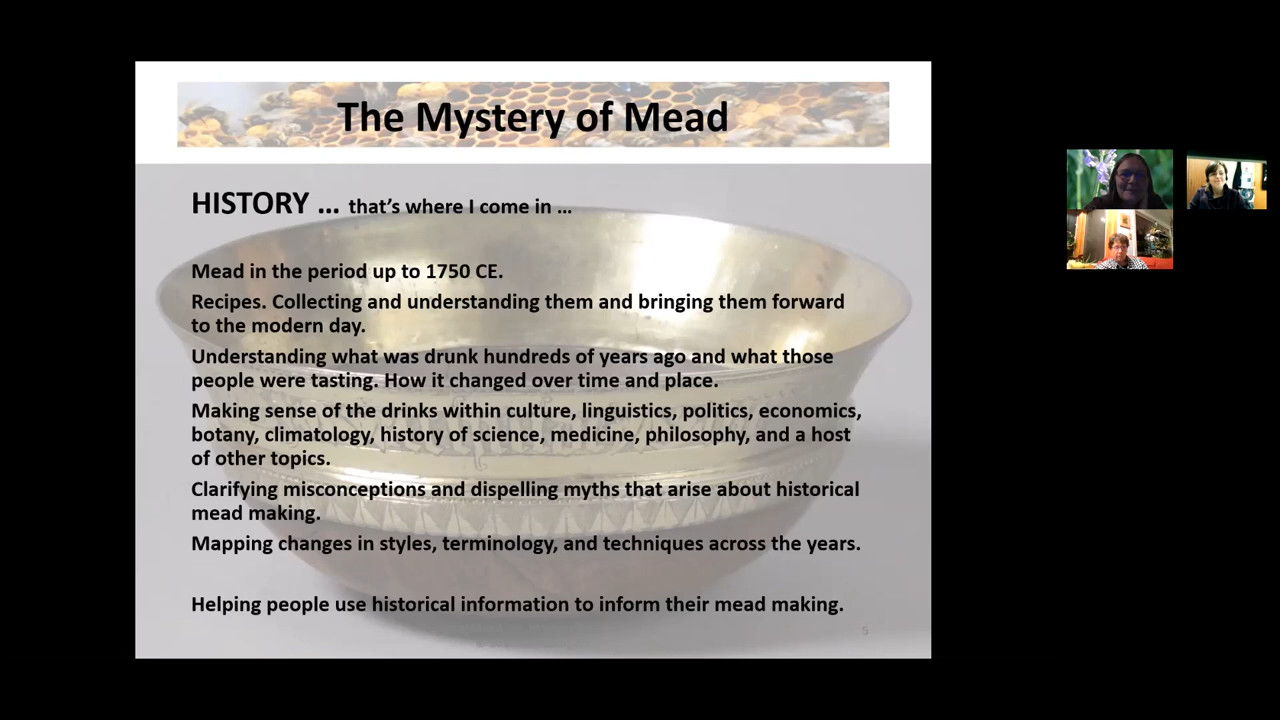 The Mystery of Mead
HISTORY … that's where I come in …
Mead in the period up to 1750 CE.
Recipes. Collecting and understanding them and bringing them forward
to the modern day.
Understanding what was drunk hundreds of years ago and what those
people were tasting. How it changed over time and place.
Making sense of the drinks within culture, linguistics, politics, economics,
botany, climatology, history of science, medicine, philosophy, and a host
of other topics.
Clarifying misconceptions and dispelling myths that arise about historical
mead making.
Mapping changes in styles, terminology, and techniques across the years.
Helping people use historical information to inform their mead making.
5